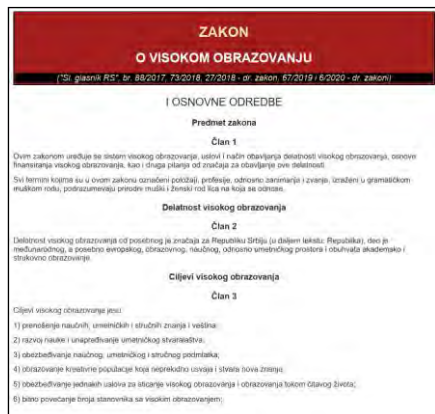 ZAKON
O VISOKOM OBRAZOVANJU
("Sl. glasnik RS", br. 88/2017, 73/2018, 27/2018 - dr. zakon, 67/2019 i 6/2020 - dr. zakoni)
I OSNOVNE ODREDBE
Predmet zakona
Član 1
Ovim zakonom uređuje se sistem visokog obrazovanja, uslovi i način obavljanja delatnosti visokog obrazovanja, osnove
finansiranja visokog obrazovanja, kao i druga pitanja od značaja za obavljanje ove delatnosti.
Svi termini kojima su u ovom zakonu označeni položaji, profesije, odnosno zanimanja i zvanja, izraženi u gramatičkom
muškom rodu, podrazumevaju prirodni muški i ženski rod lica na koja se odnose.
Delatnost visokog obrazovanja
Član 2
Delatnost visokog obrazovanja od posebnog je značaja za Republiku Srbiju (u daljem tekstu: Republika), deo je
međunarodnog, a posebno evropskog, obrazovnog, naučnog, odnosno umetničkog prostora i obuhvata akademsko i
strukovno obrazovanje.
Ciljevi visokog obrazovanja
Član 3
Ciljevi visokog obrazovanja jesu:
1) prenošenje naučnih, umetničkih i stručnih znanja i veština;
2) razvoj nauke i unapređivanje umetničkog stvaralaštva;
3) obezbeđivanje naučnog, umetničkog i stručnog podmlatka;
4) obrazovanje kreativne populacije koja neprekidno usvaja i stvara nova znanja;
5) obezbeđivanje jednakih uslova za sticanje visokog obrazovanja i obrazovanja tokom čitavog života;
6) bitno povećanje broja stanovnika sa visokim obrazovanjem;